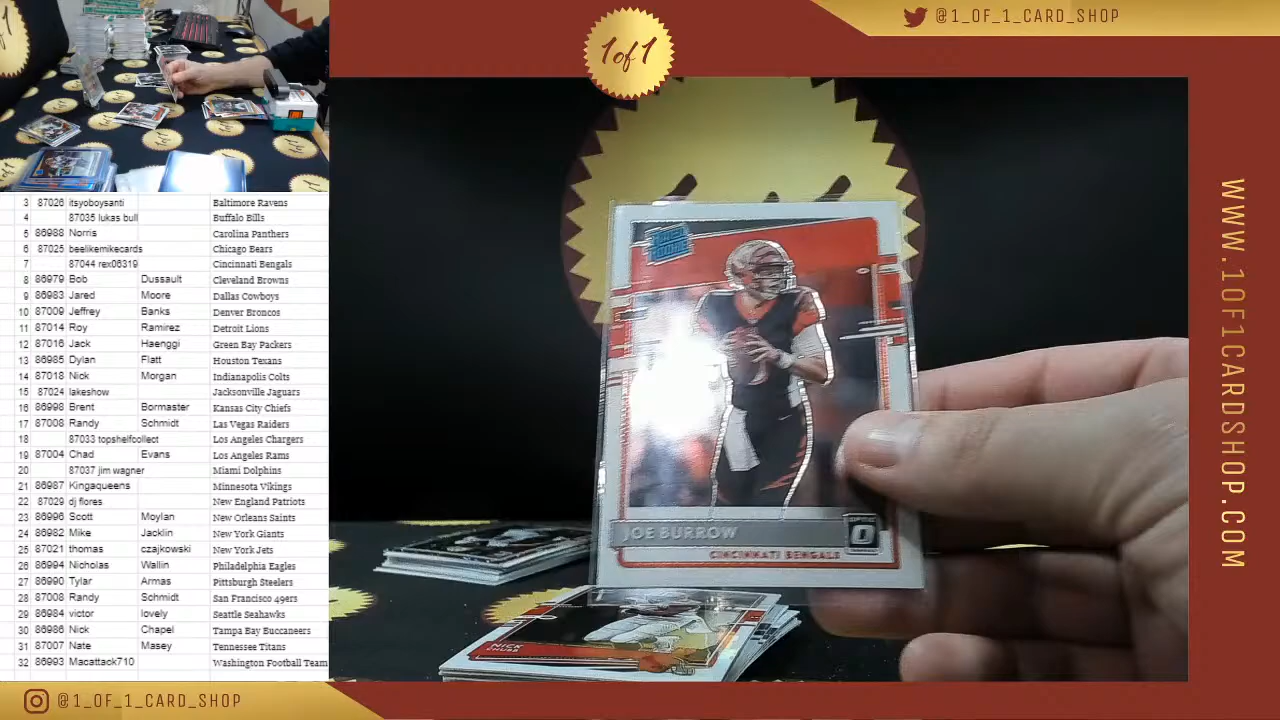 @1_OF_1_CARD_SHOP
1 of 1
3 87026 itsyoboysanti Baltimore Ravens
4 87035 lukas bull Buffalo Bills
5 86988 Norris Carolina Panthers
6 87025 beelikemikecards Chicago Bears
7 87044 rex06319 Cincinnati Bengals
8 86979 Bob Dussault Cleveland Browns
9 86983 Jared Moore Dallas Cowboys
10 87009 Jeffrey Banks Denver Broncos
11 87014 Roy Ramirez Detroit Lions
12 87016 Jack Haenggi Green Bay Packers
13 86985 Dylan Flatt Houston Texans
14 87018 Nick Morgan Indianapolis Colts
15 87024 lakeshow Jacksonville Jaguars
16 86998 Brent Bormaster Kansas City Chiefs
17 87008 Randy Schmidt Las Vegas Raiders
18 87033 topshelfcollect Los Angeles Chargers
19 87004 Chad Evans Los Angeles Rams
20 87037 jim wagner Miami Dolphins
21 86987 Kingaqueens Minnesota Vikings
22 87029 dj flores New England Patriots
23 86996 Scott Moylan New Orleans Saints
24 86982 Mike Jacklin New York Giants
25 87021 thomas czajkowski New York Jets
26 86994 Nicholas Wallin Philadelphia Eagles
27 86990 Tylar Armas Pittsburgh Steelers
28 87008 Randy Schmidt San Francisco 49ers
29 86984 victor lovely Seattle Seahawks
30 86986 Nick Chapel Tampa Bay Buccaneers
31 87007 Nate Masey Tennessee Titans
32 86993 Macattack710 Washington Football Team
RATED ROOKIE
JOE BURROW
CINCINNATI BENGALS
NICK CHUBB
WWW.1OF1CARDSHOP.COM
@1_OF_1_CARD_SHOP